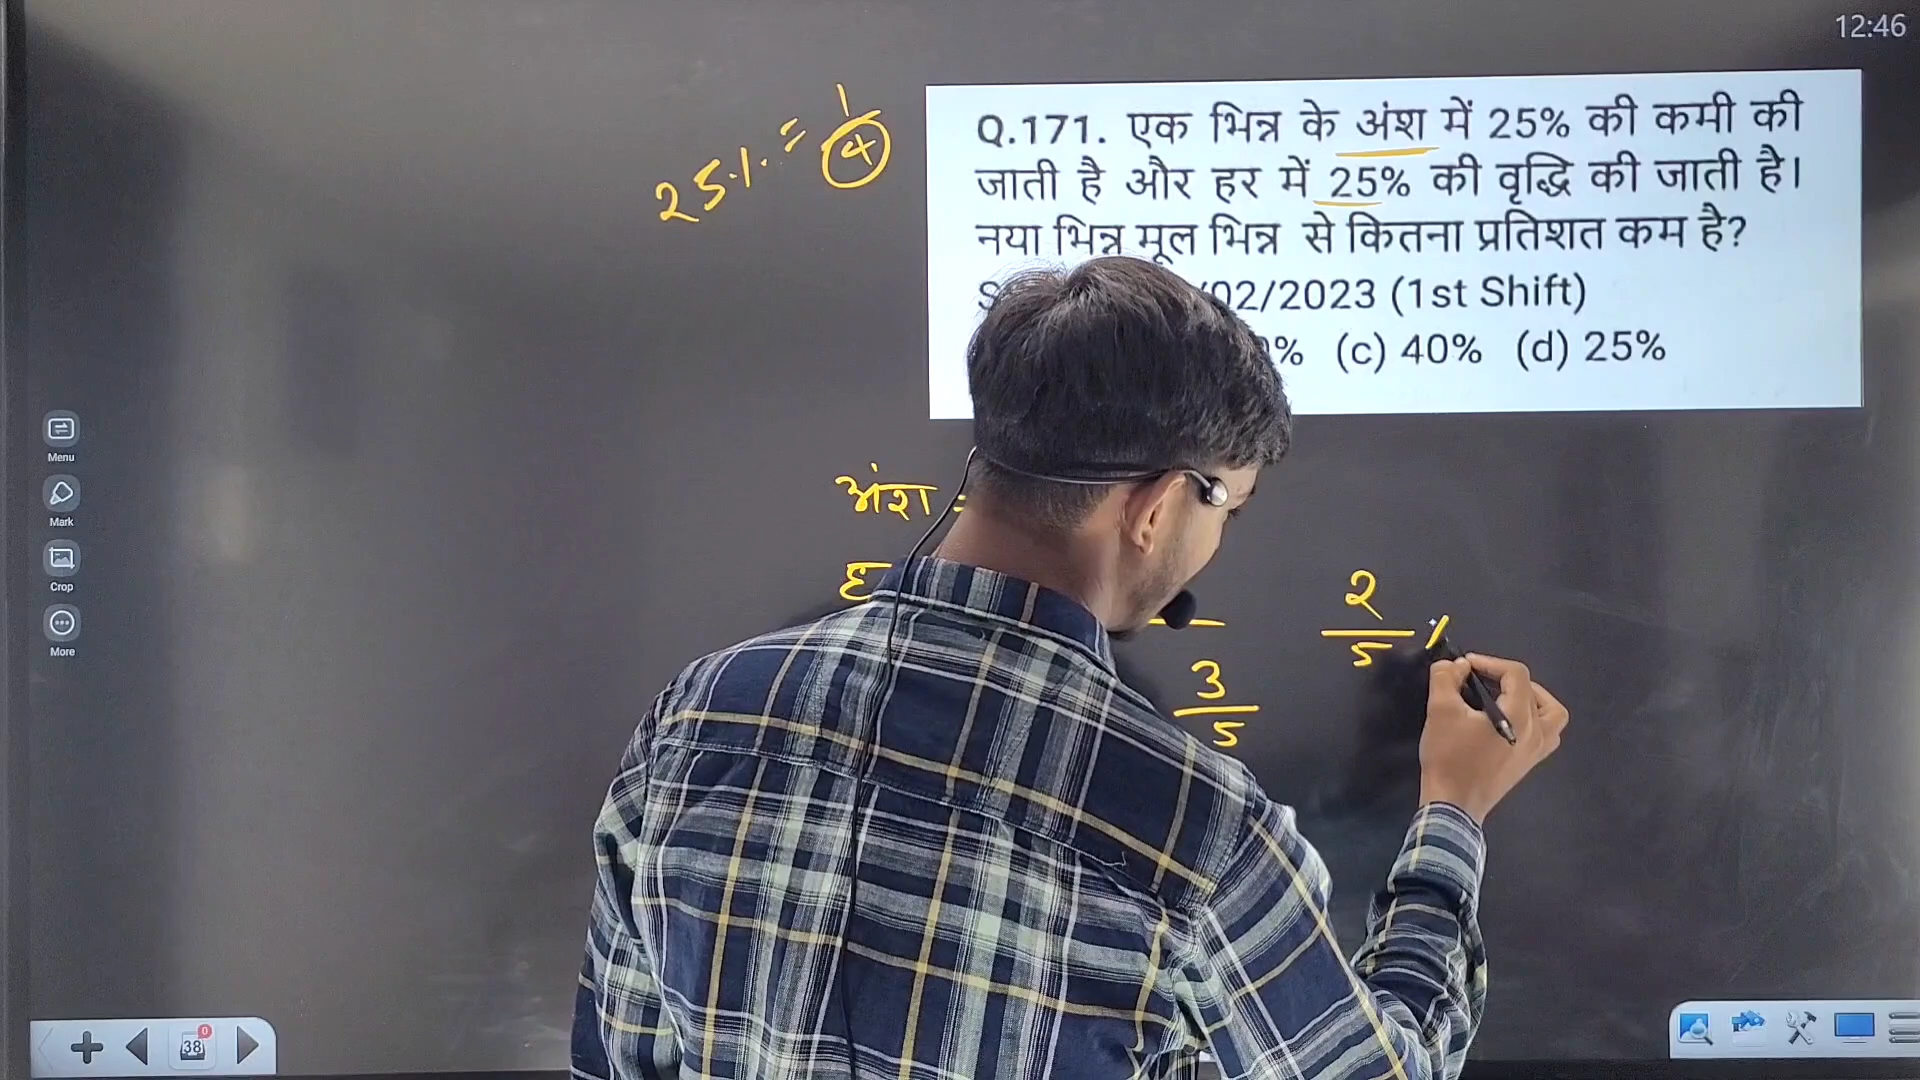 12:46
25% = 1/4
Q.171. एक भिन्न के अंश में 25% की कमी की
जाती है और हर में 25% की वृद्धि की जाती है।
नया भिन्न मूल भिन्न से कितना प्रतिशत कम है?
02/2023 (1st Shift)
% (c) 40% (d) 25%
Menu
Mark
Crop
More
अंश =
2
5
3
5
38
0